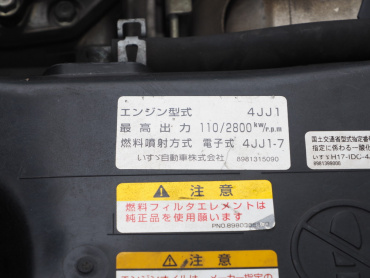 エンジン型式 4JJ1
最高出力 110/2800 kw/r.p.m
燃料噴射方式 電子式 4JJ1-7
いすゞ自動車株式会社 8981315090
国土交通省型式指定番
指定に係わる一酸化
いすゞH17-IDC-4
注意
燃料フィルタエレメントは
純正品を使用願います
注意